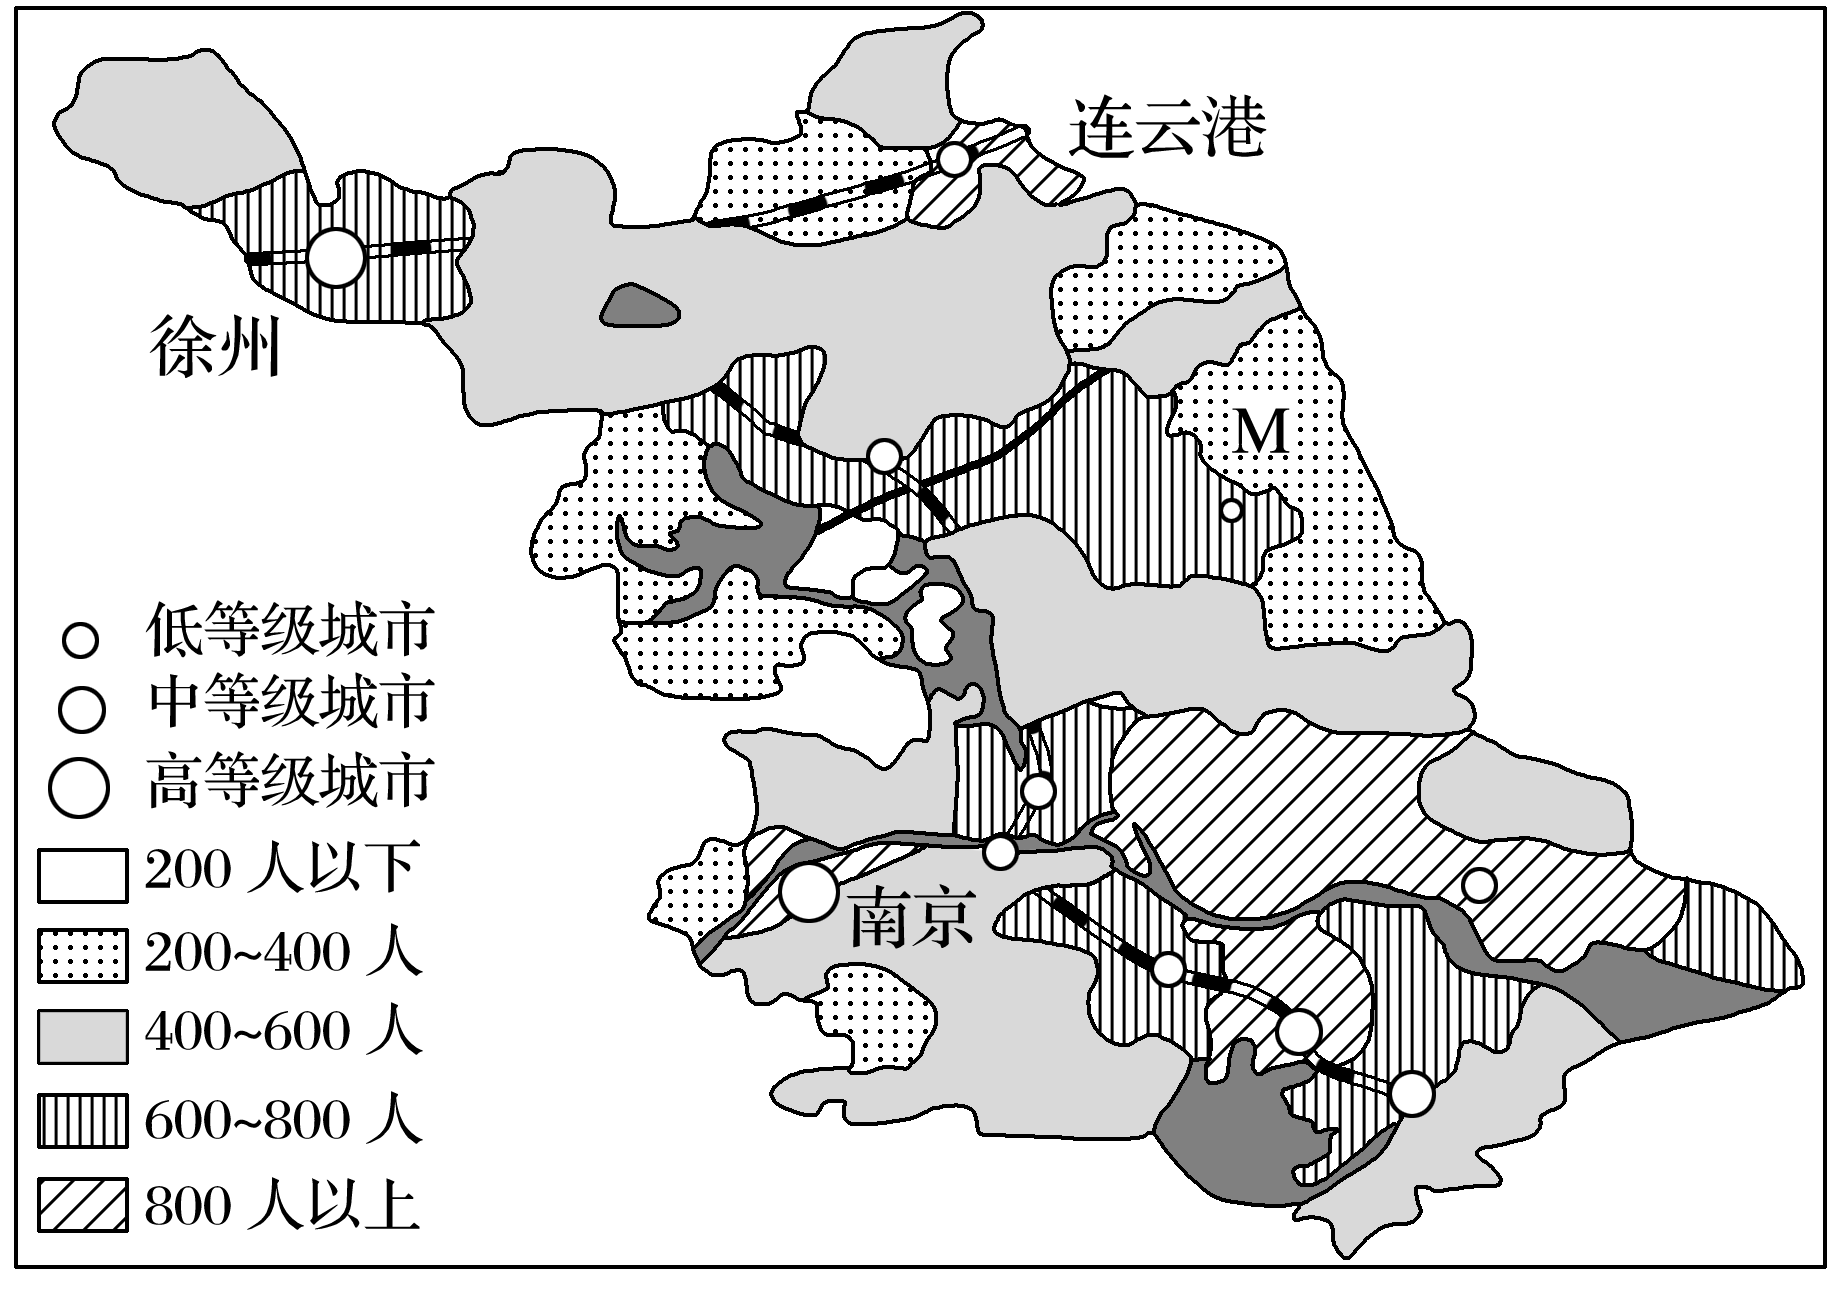 连云港
徐州
M
南京
低等级城市
中等级城市
高等级城市
200 人以下
200~400 人
400~600 人
600~800 人
800 人以上